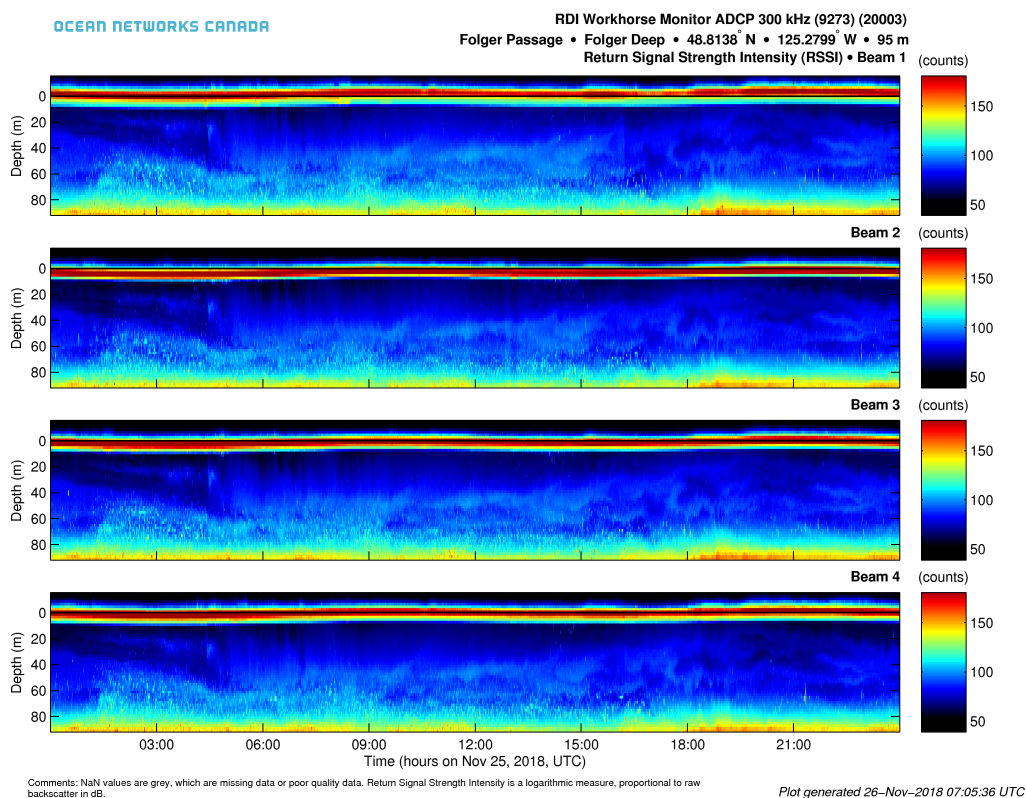 OCEAN NETWORKS CANADA
RDI Workhorse Monitor ADCP 300 kHz (9273) (20003)
Folger Passage • Folger Deep • 48.8138° N • 125.2799° W • 95 m
Return Signal Strength Intensity (RSSI) • Beam 1 (counts)
0
20
40
60
80
Depth (m)
150
100
50
Beam 2 (counts)
0
20
40
60
80
Depth (m)
150
100
50
Beam 3 (counts)
0
20
40
60
80
Depth (m)
150
100
50
Beam 4 (counts)
0
20
40
60
80
Depth (m)
150
100
50
03:00 06:00 09:00 12:00 15:00 18:00 21:00
Time (hours on Nov 25, 2018, UTC)
Comments: NaN values are grey, which are missing data or poor quality data. Return Signal Strength Intensity is a logarithmic measure, proportional to raw
backscatter in dB.
Plot generated 26−Nov−2018 07:05:36 UTC